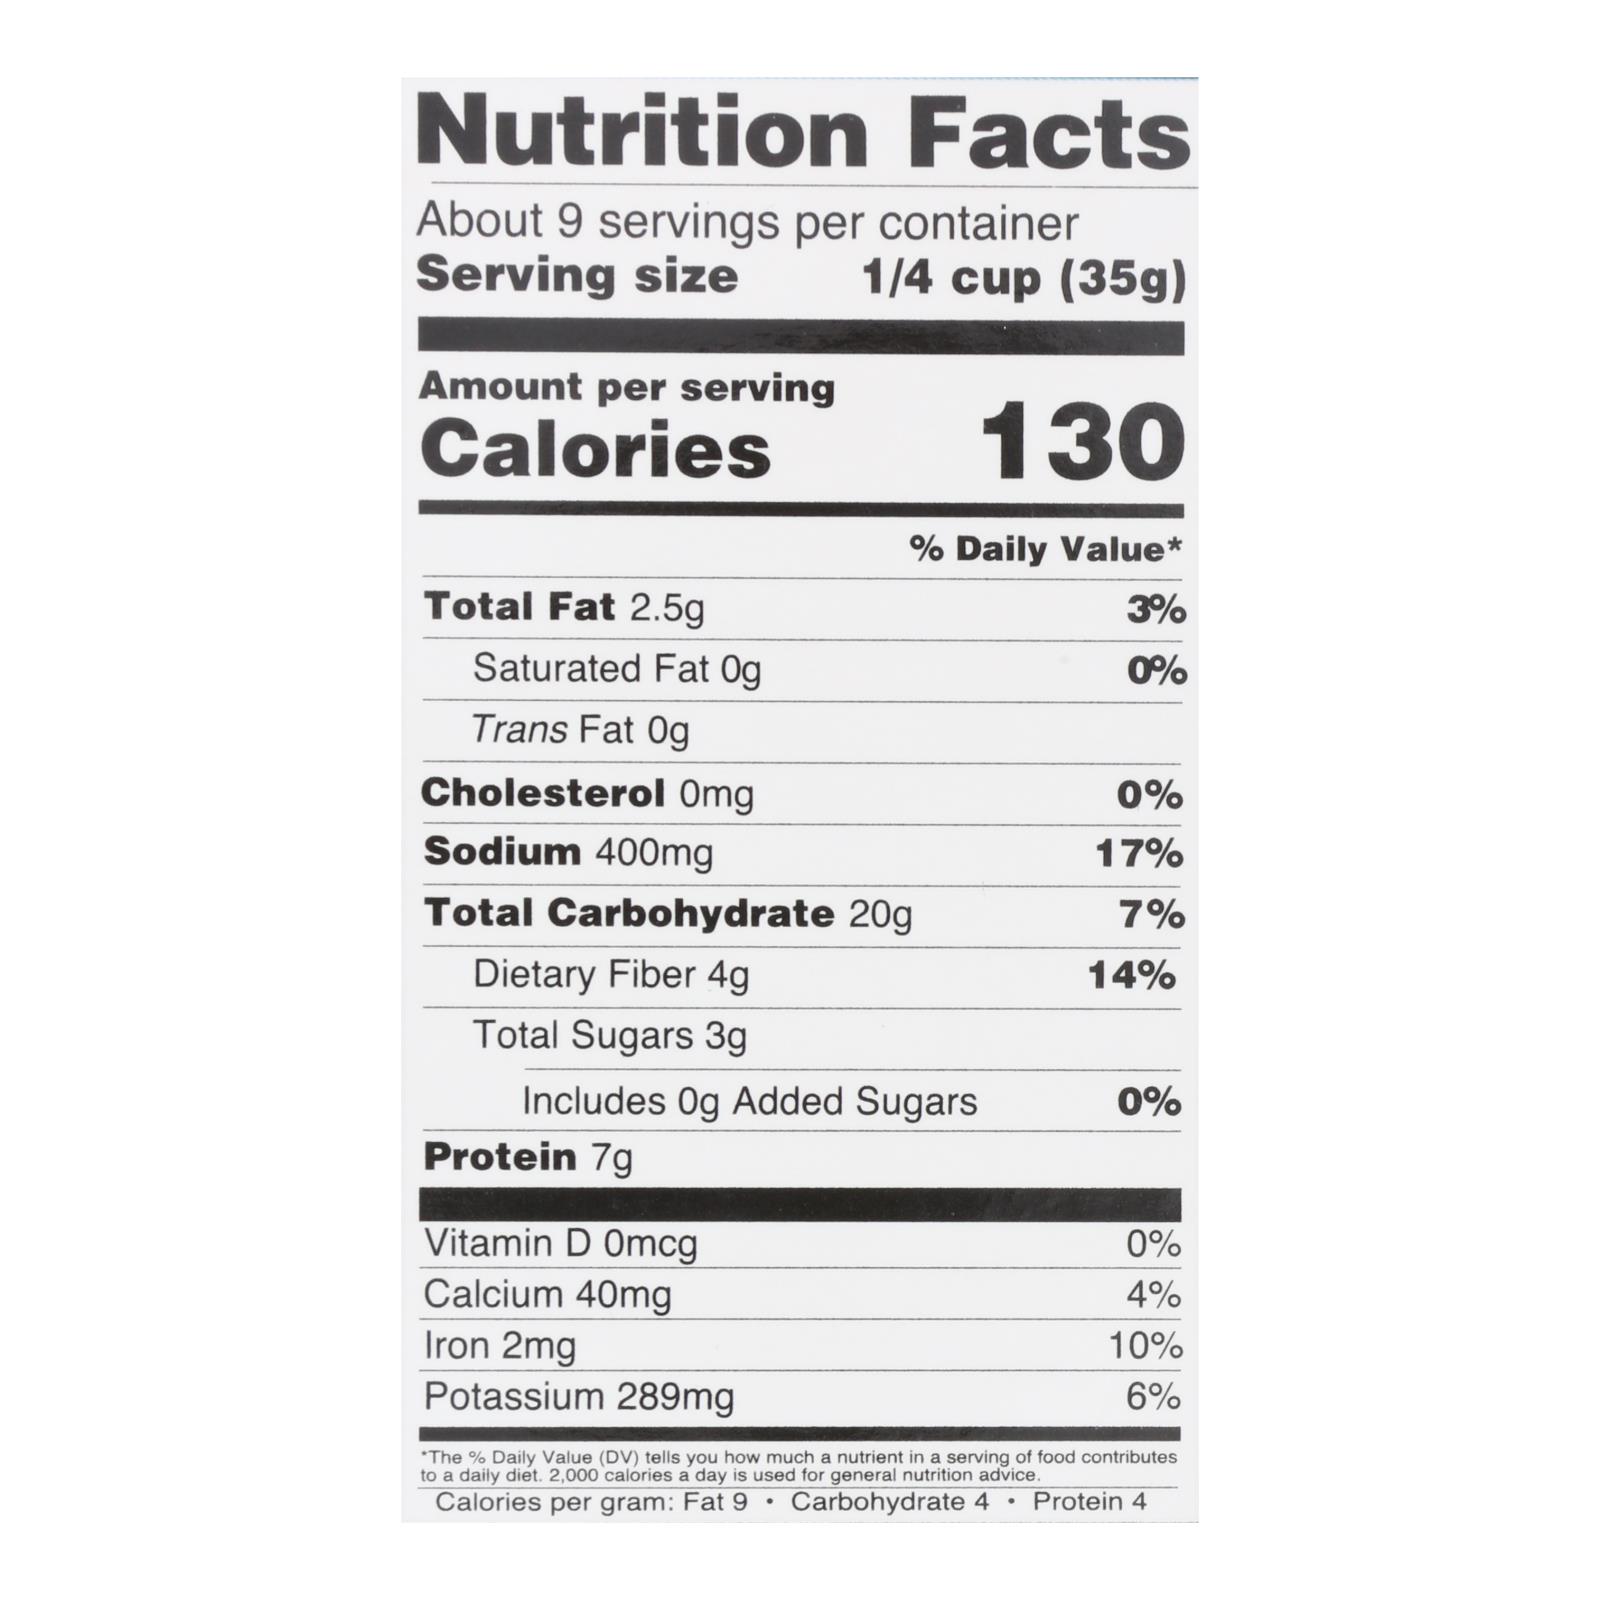 Nutrition Facts
About 9 servings per container
Serving size 1/4 cup (35g)
Amount per serving
Calories 130
% Daily Value*
Total Fat 2.5g 3%
Saturated Fat 0g 0%
Trans Fat 0g
Cholesterol 0mg 0%
Sodium 400mg 17%
Total Carbohydrate 20g 7%
Dietary Fiber 4g 14%
Total Sugars 3g
Includes 0g Added Sugars 0%
Protein 7g
Vitamin D 0mcg 0%
Calcium 40mg 4%
Iron 2mg 10%
Potassium 289mg 6%
*The % Daily Value (DV) tells you how much a nutrient in a serving of food contributes
to a daily diet. 2,000 calories a day is used for general nutrition advice.
Calories per gram: Fat 9 • Carbohydrate 4 • Protein 4